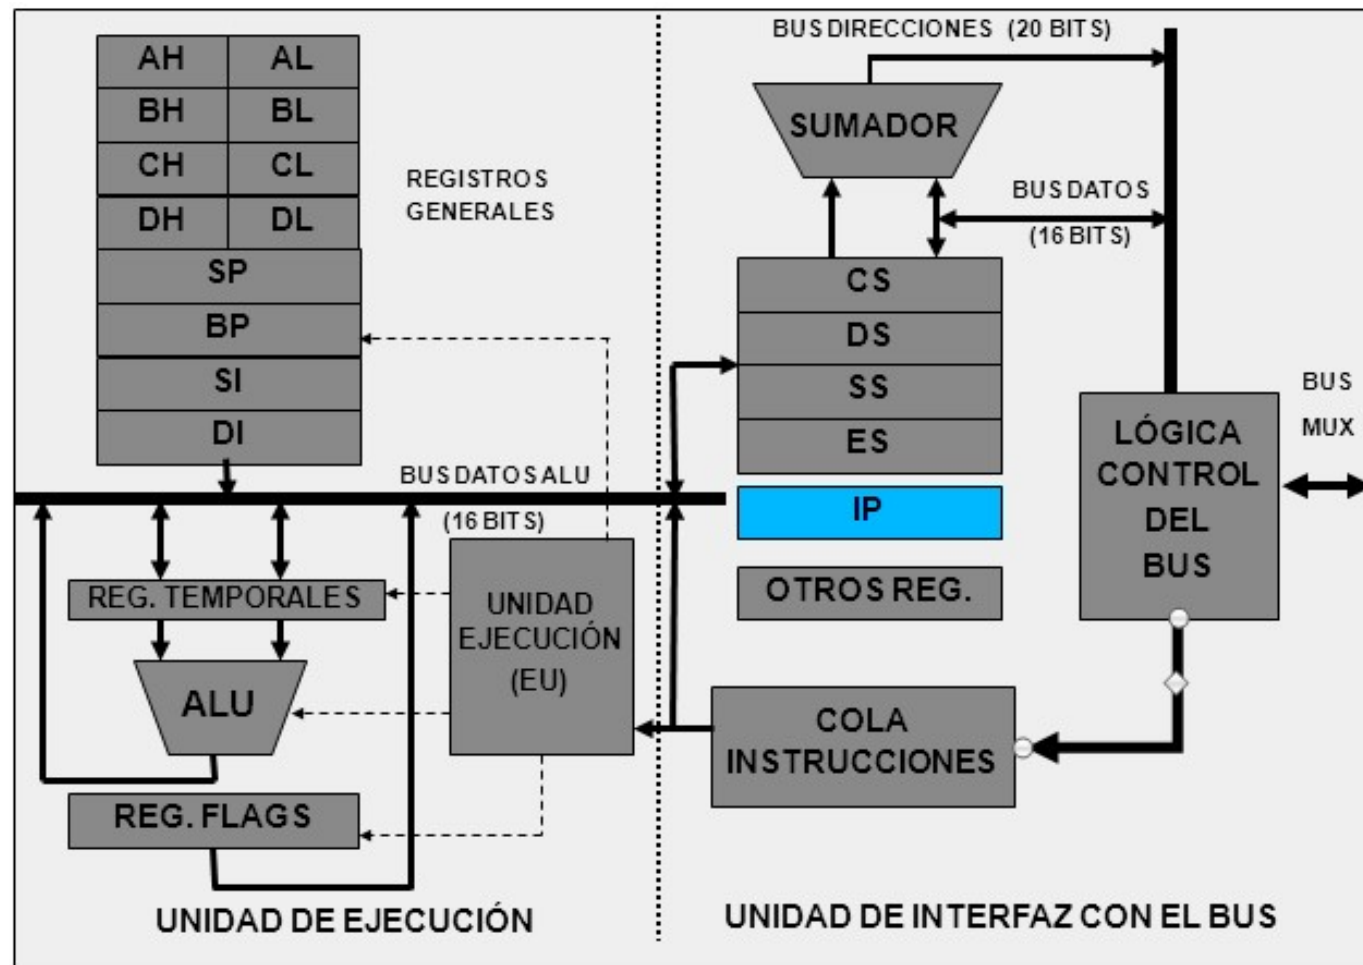 BUS DIRECCIONES (20 BITS)
AH AL
BH BL
CH CL
DH DL
SP
BP
SI
DI
REGISTROS
GENERALES
SUMADOR
BUS DATOS
(16 BITS)
CS
DS
SS
ES
IP
OTROS REG.
LÓGICA
CONTROL
DEL
BUS
BUS
MUX
BUS DATOS ALU
(16 BITS)
REG. TEMPORALES
ALU
REG. FLAGS
UNIDAD
EJECUCIÓN
(EU)
COLA
INSTRUCCIONES
UNIDAD DE EJECUCIÓN
UNIDAD DE INTERFAZ CON EL BUS